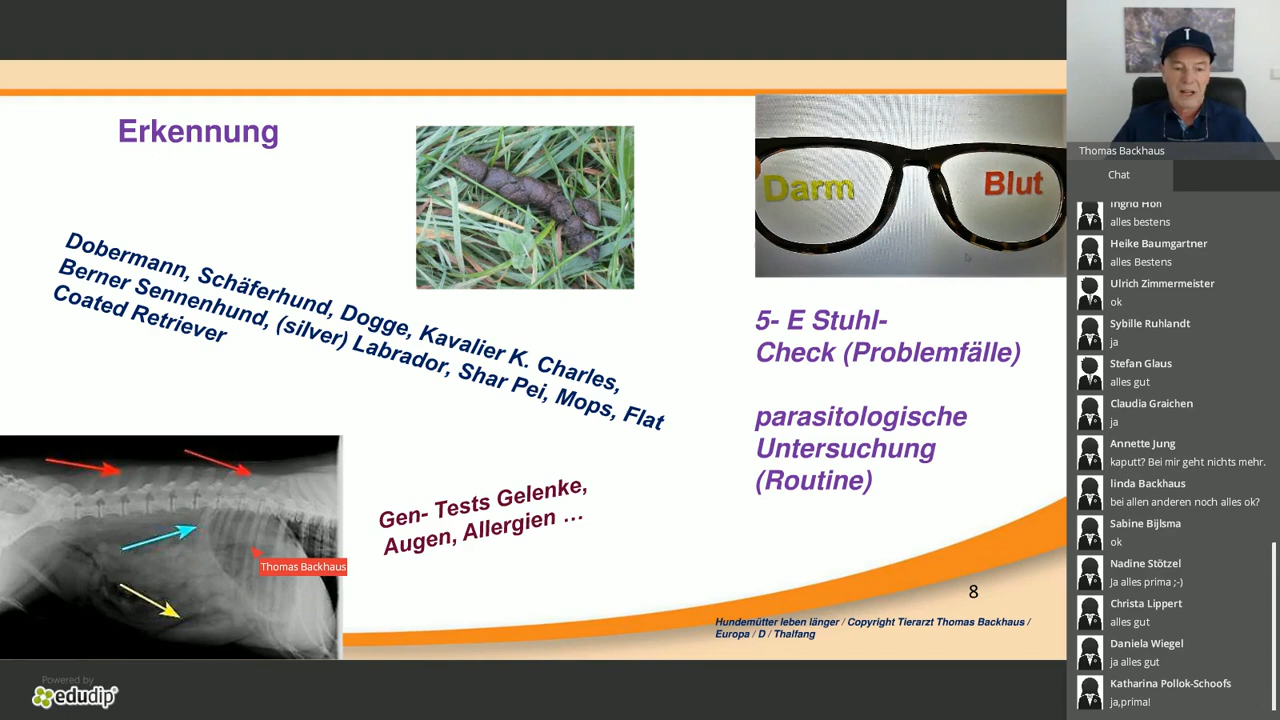 Erkennung
Darm
Blut
Dobermann, Schäferhund, Dogge, Kavalier K. Charles,
Berner Sennenhund, (silver) Labrador, Shar Pei, Mops, Flat
Coated Retriever
5- E Stuhl-
Check (Problemfälle)
parasitologische
Untersuchung
(Routine)
Gen- Tests Gelenke,
Augen, Allergien …
Thomas Backhaus
8
Hundemütter leben länger / Copyright Tierarzt Thomas Backhaus /
Europa / D / Thalfang
Powered by
edudip
T
Thomas Backhaus
Chat
Ingrid Höfl
alles bestens
Heike Baumgartner
alles Bestens
Ulrich Zimmermeister
ok
Sybille Ruhlandt
ja
Stefan Glaus
alles gut
Claudia Graichen
ja
Annette Jung
kaputt? Bei mir geht nichts mehr.
linda Backhaus
bei allen anderen noch alles ok?
Sabine Bijlsma
ok
Nadine Stötzel
Ja alles prima ;-)
Christa Lippert
alles gut
Daniela Wiegel
ja alles gut
Katharina Pollok-Schoofs
ja,prima!